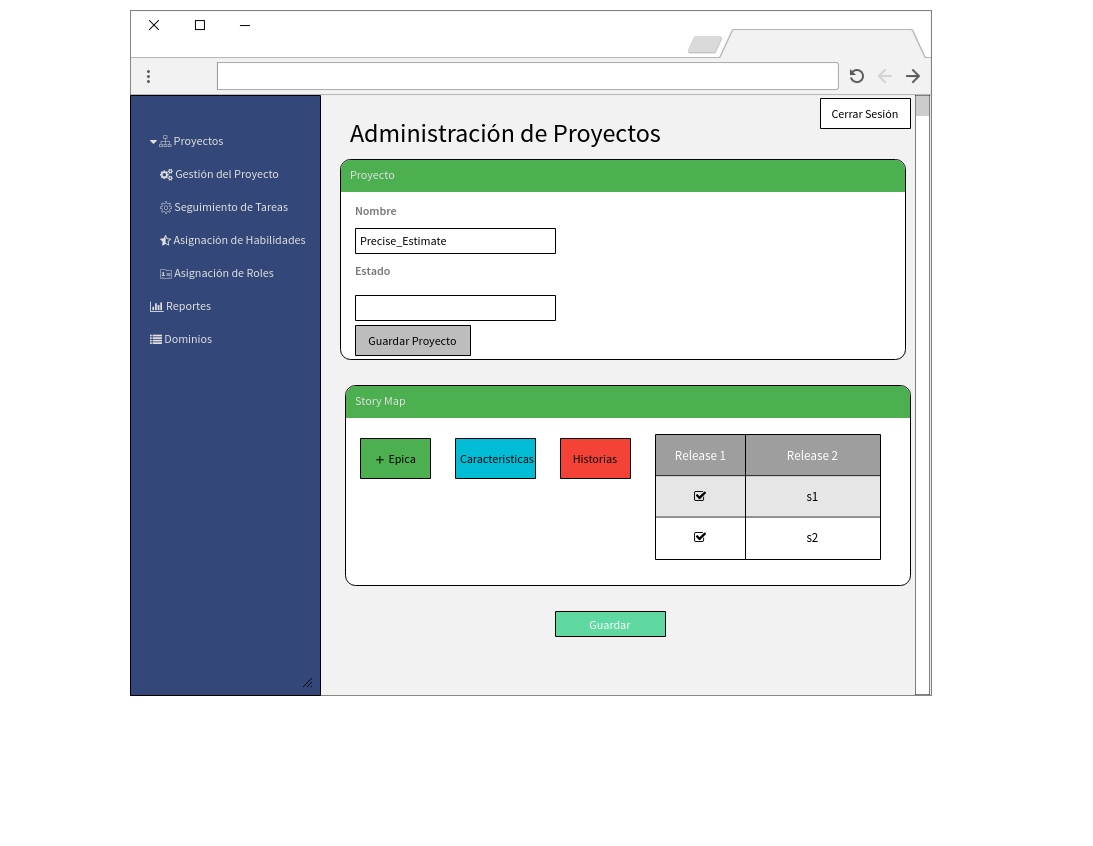 Cerrar Sesión
Administración de Proyectos
Proyectos
Gestión del Proyecto
Seguimiento de Tareas
Asignación de Habilidades
Asignación de Roles
Reportes
Dominios
Proyecto
Nombre
Precise_Estimate
Estado
Guardar Proyecto
Story Map
+ Epica
Caracteristicas
Historias
Release 1 Release 2
s1
s2
Guardar